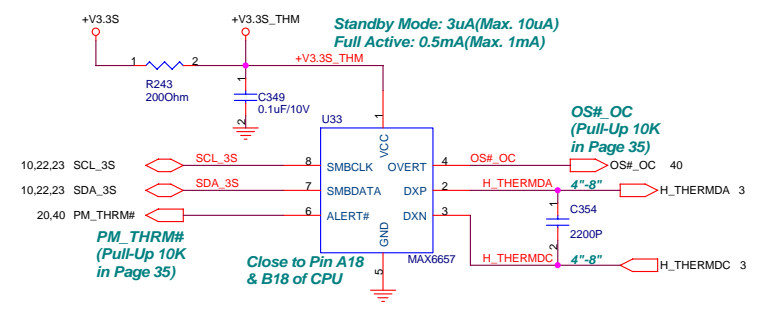 +V3.3S
+V3.3S_THM
Standby Mode: 3uA(Max. 10uA)
Full Active: 0.5mA(Max. 1mA)
1
2
+V3.3S_THM
R243
200Ohm
1
C349
0.1uF/10V
2
OS#_OC
(Pull-Up 10K
in Page 35)
U33
1
VCC
10,22,23 SCL_3S
SCL_3S
8
SMBCLK
OVERT
4
OS#_OC
OS#_OC 40
10,22,23 SDA_3S
SDA_3S
7
SMBDATA
DXP
2
H_THERMDA
4"-8"
H_THERMDA 3
20,40 PM_THRM#
6
ALERT#
DXN
3
1
C354
2200P
2
PM_THRM#
(Pull-Up 10K
in Page 35)
GND
5
Close to Pin A18
& B18 of CPU
MAX6657
H_THERMDC
4"-8"
H_THERMDC 3